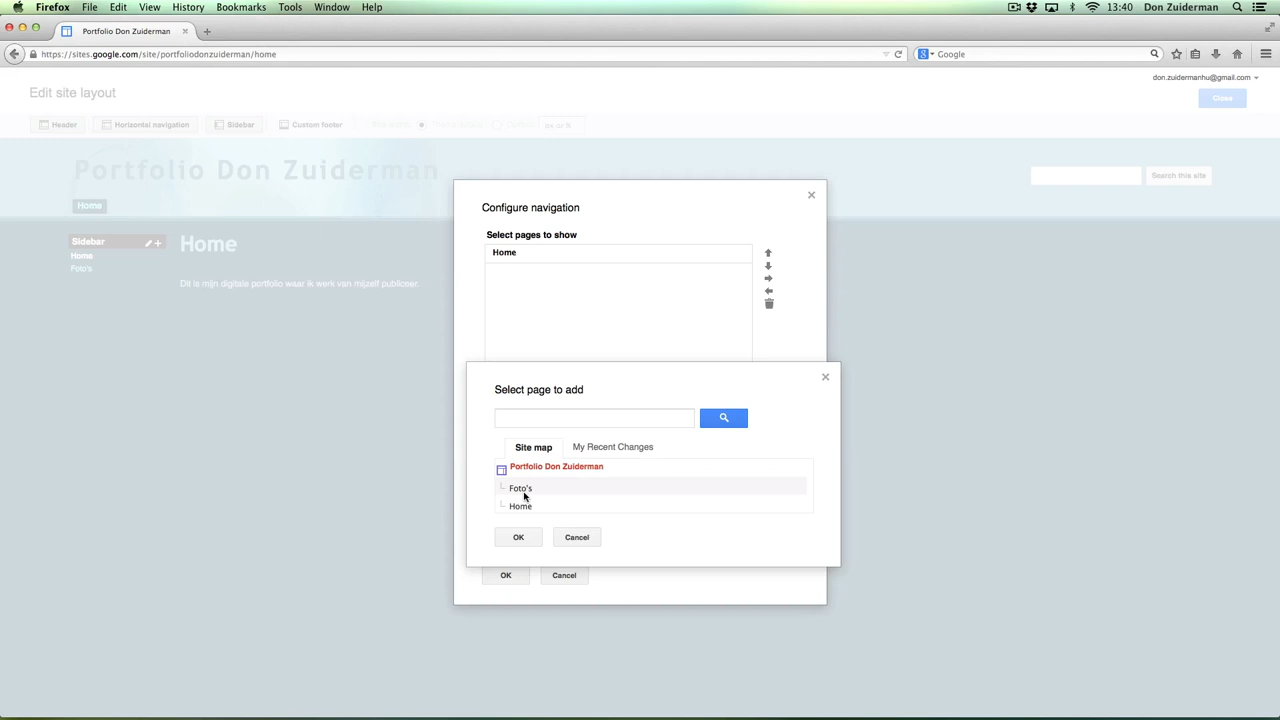 Firefox File Edit View History Bookmarks Tools Window Help 13:40 Don Zuiderman
Portfolio Don Zuiderman
https://sites.google.com/site/portfoliodonzuiderman/home Google
don.zuidermanhu@gmail.com
Edit site layout
Close
Header Horizontal navigation Sidebar Custom footer
Portfolio Don Zuiderman
Search this site
Home
Sidebar
Home
Foto's
Home
Dit is mijn digitale portfolio waar ik werk van mijzelf publiceer.
Configure navigation
Select pages to show
Home
Select page to add
Site map My Recent Changes
Portfolio Don Zuiderman
Foto's
Home
OK Cancel
OK Cancel